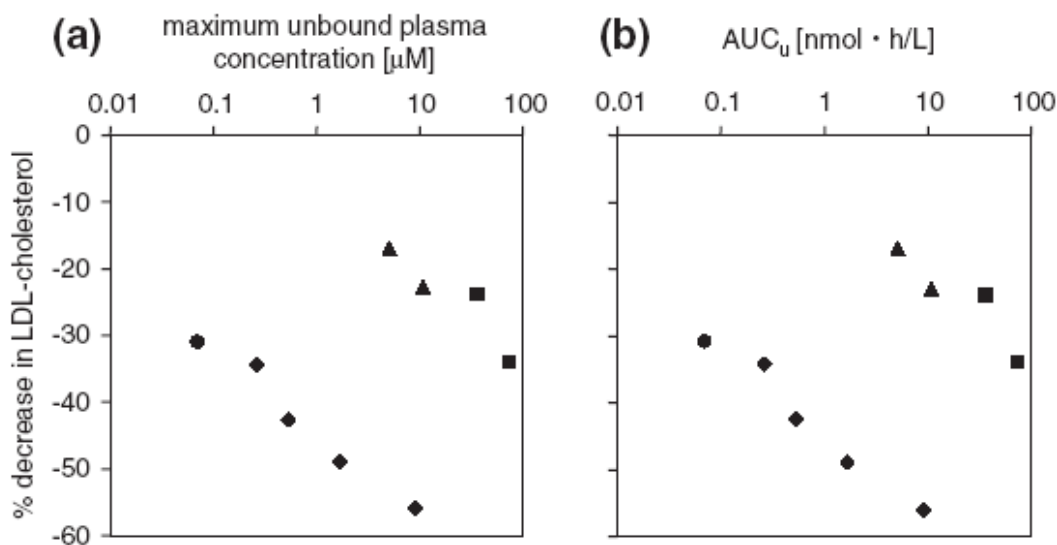 (a) maximum unbound plasma
concentration [μM]
0.01 0.1 1 10 100
0
-10
-20
-30
-40
-50
-60
% decrease in LDL-cholesterol
(b) AUCu [nmol • h/L]
0.01 0.1 1 10 100